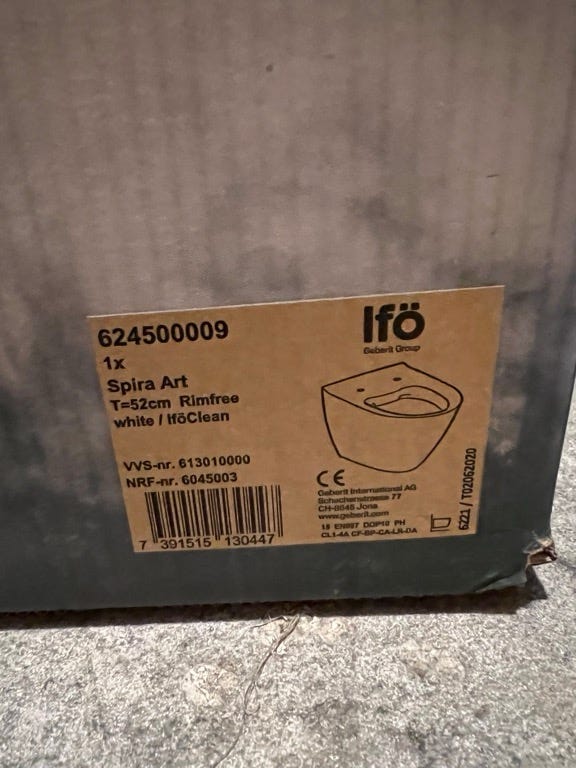 624500009
1x
Spira Art
T=52cm Rimfree
white / IföClean
VVS-nr. 613010000
NRF-nr. 6045003
7 391515 130447
Ifö
Geberit Group
CE
Geberit International AG
Schachenstrasse 77
CH-8645 Jona
www.geberit.com
18 EN997 DOP10 PH
CL1-4A CF-BP-CA-LR-DA
6221 / T02062020